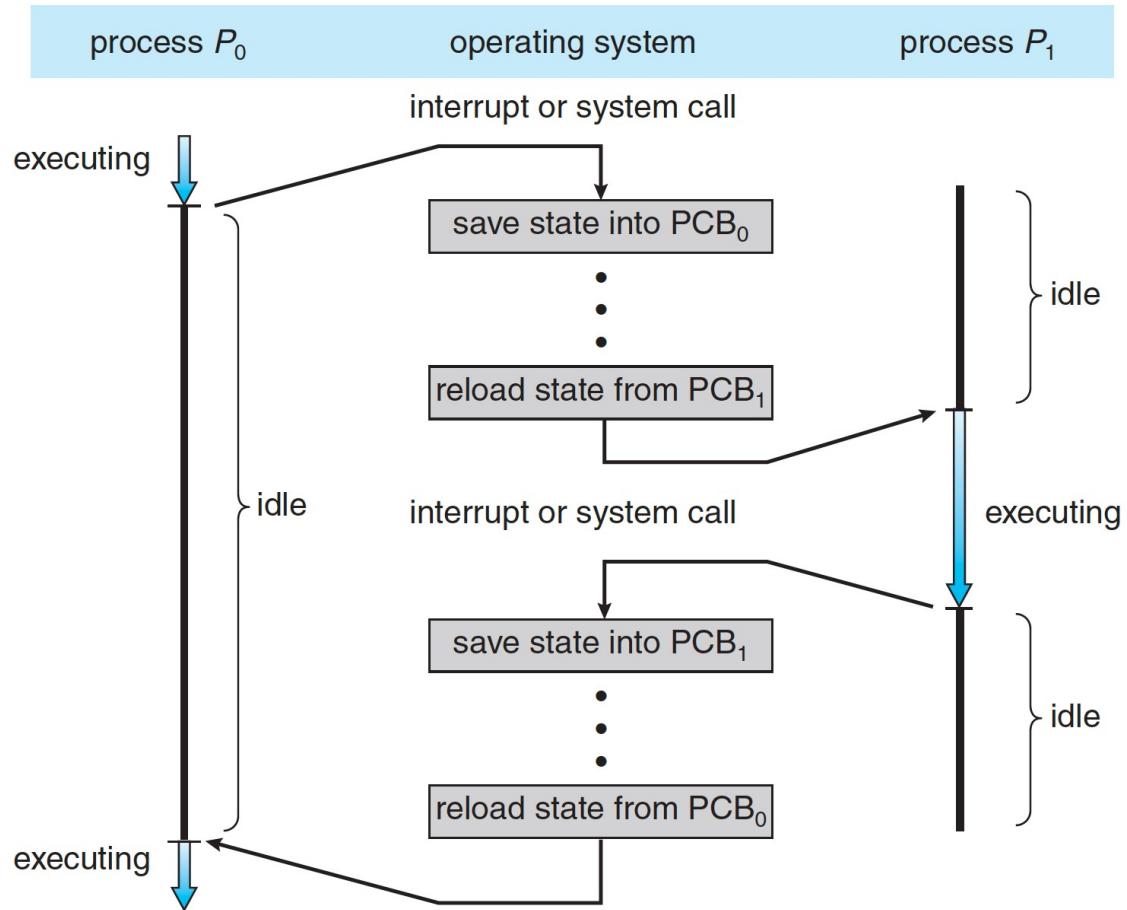 process P0 operating system process P1
interrupt or system call
executing
save state into PCB0
idle
reload state from PCB1
idle
interrupt or system call
executing
save state into PCB1
idle
reload state from PCB0
executing